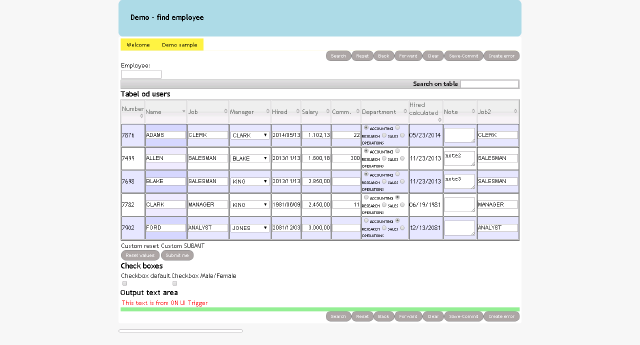 Demo - find employee
Welcome Demo sample
Search Reset Back Forward Clear Save-Commit Create error
Employee:
Search on table
Tabel od users
Number Name Job Manager Hired Salary Comm. Department Hired calculated Note Job2
7876 ADAMS CLERK CLARK 2014/05/13 1.102,13 22 ACCOUNTING RESEARCH SALES OPERATIONS 05/23/2014 CLERK
7499 ALLEN SALESMAN BLAKE 2013/11/13 300 ACCOUNTING RESEARCH SALES OPERATIONS 11/23/2013 note2 SALESMAN
7698 BLAKE SALESMAN KING 2013/11/13 2.850,00 ACCOUNTING RESEARCH SALES OPERATIONS 11/23/2013 note3 SALESMAN
7782 CLARK MANAGER KING 1981/06/09 2.450,00 11 ACCOUNTING RESEARCH SALES OPERATIONS 06/19/1981 MANAGER
7902 FORD ANALYST JONES 2081/12/03 3.000,00 ACCOUNTING RESEARCH SALES OPERATIONS 12/13/2081 ANALYST
Custom reset Custom SUBMIT
Reset values Submit me
Check boxes
Checkbox default Checkbox Male/Female
Output text area
This text is from ON UI Trigger
Search Reset Back Forward Clear Save-Commit Create error